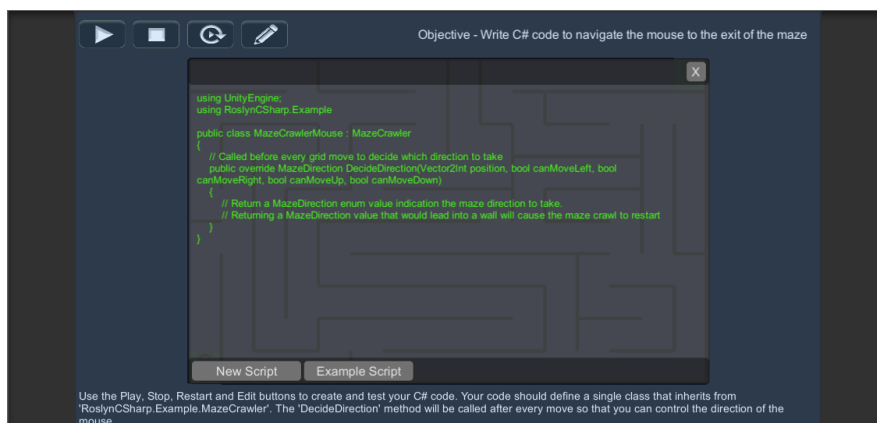 Objective - Write C# code to navigate the mouse to the exit of the maze
X
using UnityEngine;
using RoslynCSharp.Example
public class MazeCrawlerMouse : MazeCrawler
{
// Called before every grid move to decide which direction to take
public override MazeDirection DecideDirection(Vector2Int position, bool canMoveLeft, bool
canMoveRight, bool canMoveUp, bool canMoveDown)
{
// Return a MazeDirection enum value indication the maze direction to take.
// Returning a MazeDirection value that would lead into a wall will cause the maze crawl to restart
}
}
New Script
Example Script
Use the Play, Stop, Restart and Edit buttons to create and test your C# code. Your code should define a single class that inherits from
'RoslynCSharp.Example.MazeCrawler'. The 'DecideDirection' method will be called after every move so that you can control the direction of the
mouse